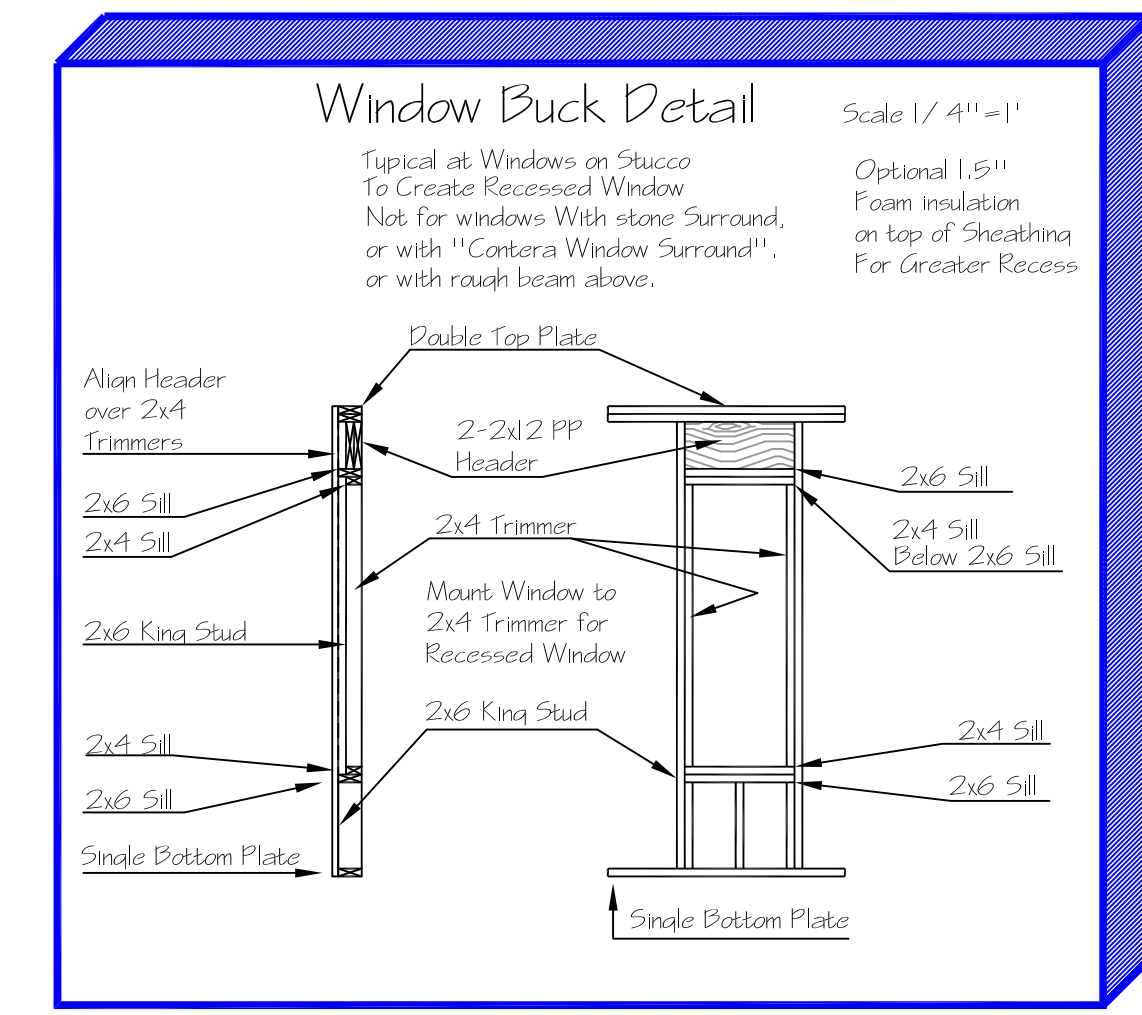 Window Buck Detail
Scale 1/ 4"=1'
Typical at Windows on Stucco
To Create Recessed Window
Not for windows With stone Surround,
or with "Contera Window Surround".
or with rough beam above.
Optional 1.5"
Foam insulation
on top of Sheathing
For Greater Recess
Double Top Plate
Align Header
over 2x4
Trimmers
2-2x12 PP
Header
2x6 Sill
2x6 Sill
2x4 Sill
2x4 Trimmer
2x4 Sill
Below 2x6 Sill
Mount Window to
2x4 Trimmer for
Recessed Window
2x6 King Stud
2x6 King Stud
2x4 Sill
2x4 Sill
2x6 Sill
2x6 Sill
Single Bottom Plate
Single Bottom Plate